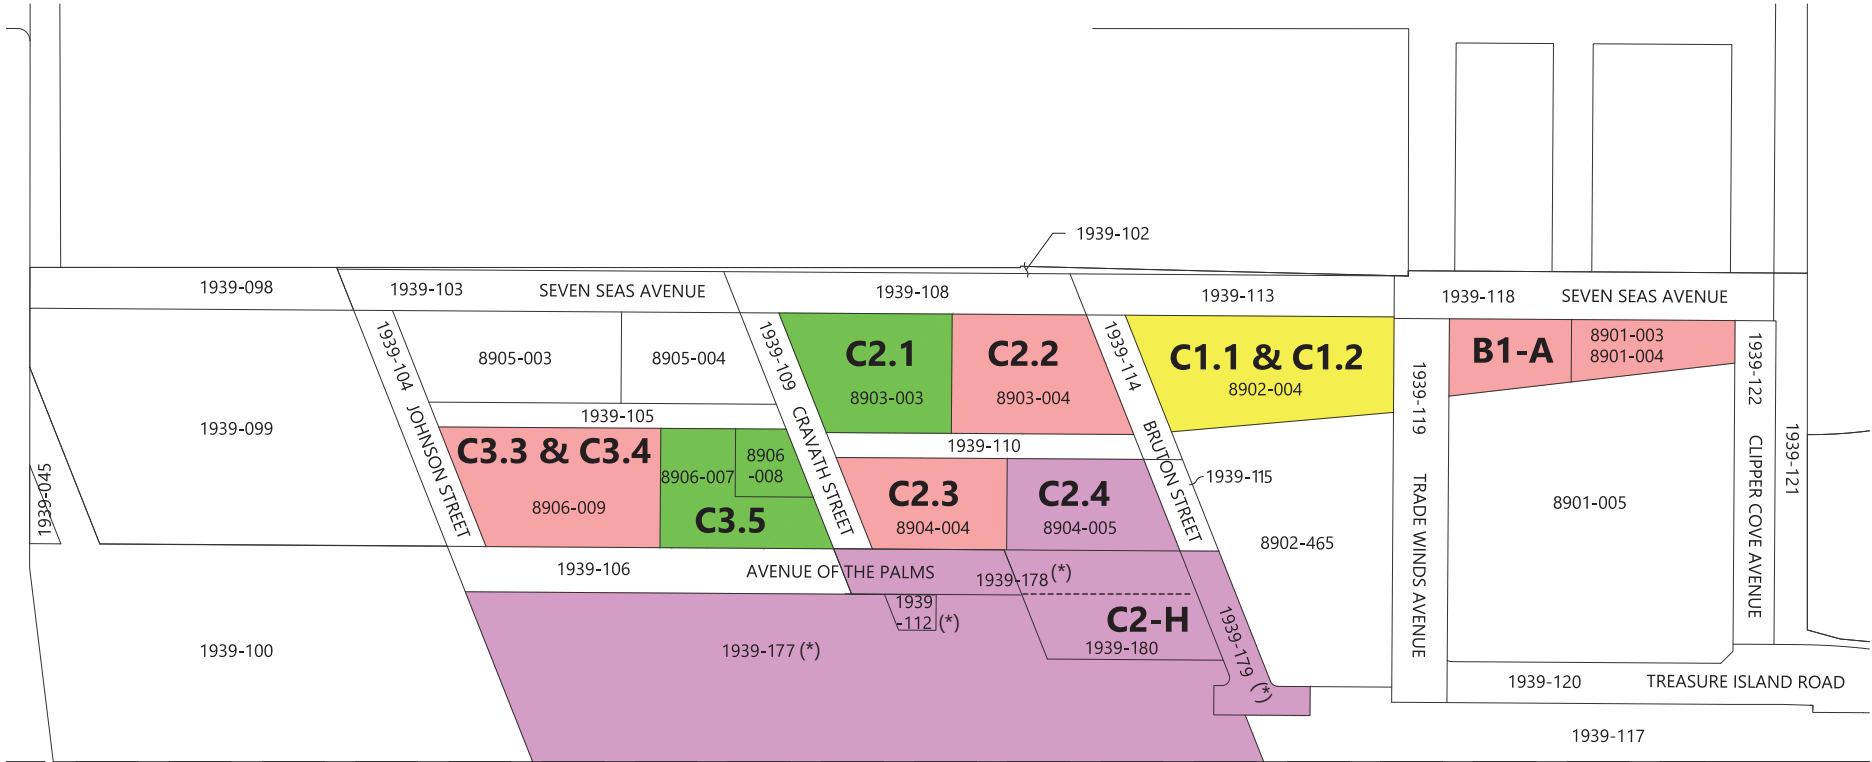 1939-102
1939-098
1939-103
SEVEN SEAS AVENUE
1939-108
1939-113
1939-118
SEVEN SEAS AVENUE
1939-104 JOHNSON STREET
8905-003
8905-004
1939-109 CRAVATH STREET
C2.1
8903-003
C2.2
8903-004
1939-114 BRUTON STREET
C1.1 & C1.2
8902-004
1939-119 TRADE WINDS AVENUE
B1-A
8901-003
8901-004
1939-122 CLIPPER COVE AVENUE
1939-121
1939-099
1939-045
1939-105
1939-110
C3.3 & C3.4
8906-009
8906-007
8906
-008
C3.5
C2.3
8904-004
C2.4
8904-005
1939-115
8902-465
8901-005
1939-106
AVENUE OF THE PALMS
1939-178 (*)
1939
-112 (*)
C2-H
1939-180
1939-179 (*)
1939-100
1939-177 (*)
1939-120
TREASURE ISLAND ROAD
1939-117